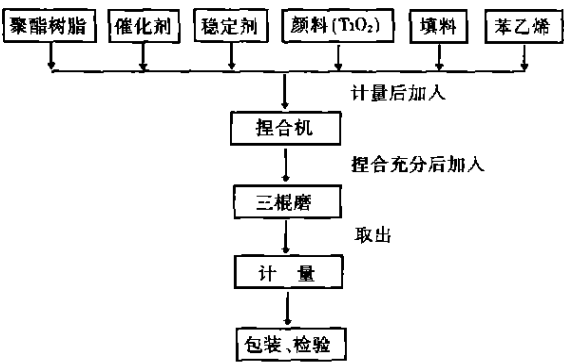 聚酯树脂 催化剂 稳定剂 颜料(TiO₂) 填料 苯乙烯
计量后加入
捏合机
捏合充分后加入
三棍磨
取出
计 量
包装、检验